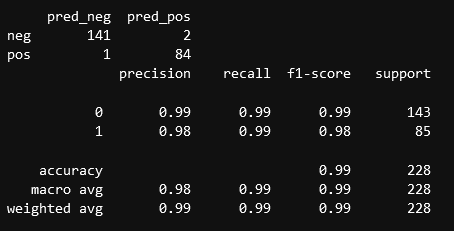 pred_neg pred_pos
neg 141 2
pos 1 84
precision recall f1-score support
0 0.99 0.99 0.99 143
1 0.98 0.99 0.98 85
accuracy 0.99 228
macro avg 0.98 0.99 0.99 228
weighted avg 0.99 0.99 0.99 228